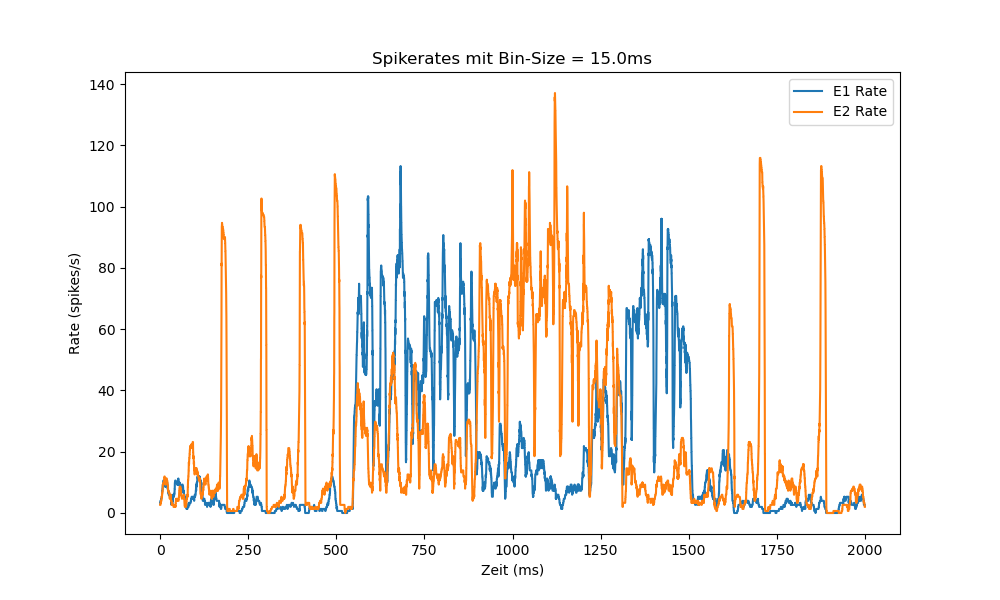 Spikerates mit Bin-Size = 15.0ms
E1 Rate
E2 Rate
140
120
100
80
60
40
20
0
Rate (spikes/s)
0 250 500 750 1000 1250 1500 1750 2000
Zeit (ms)